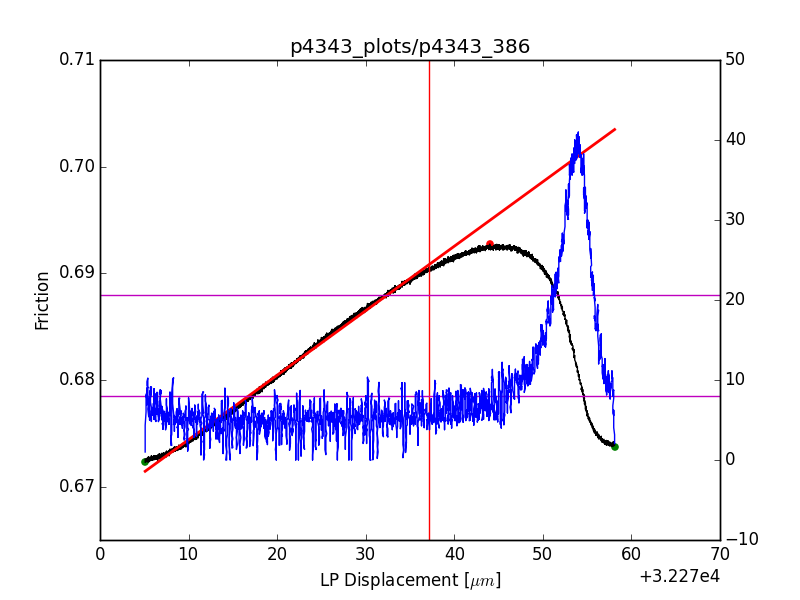 p4343_plots/p4343_386
0.71
0.70
0.69
0.68
0.67
Friction
50
40
30
20
10
0
−10
0 10 20 30 40 50 60 70
LP Displacement [μm]
+3.227e4